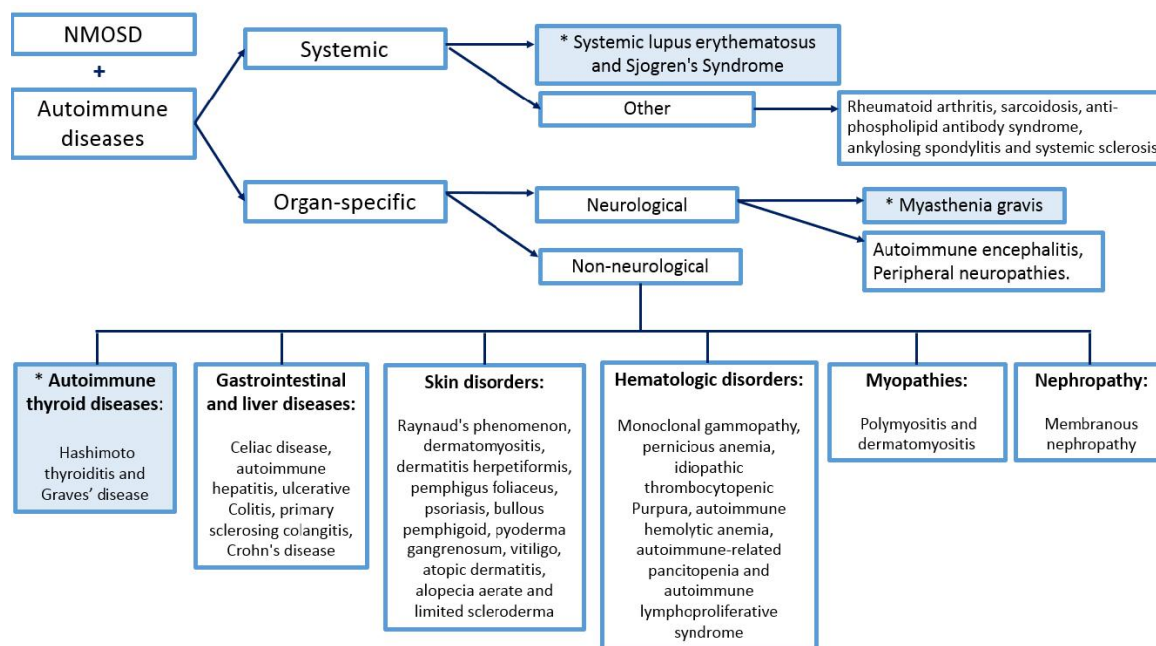 NMOSD
+
Autoimmune
diseases
Systemic
* Systemic lupus erythematosus
and Sjogren's Syndrome
Other
Rheumatoid arthritis, sarcoidosis, anti-
phospholipid antibody syndrome,
ankylosing spondylitis and systemic sclerosis
Organ-specific
Neurological
* Myasthenia gravis
Autoimmune encephalitis,
Peripheral neuropathies.
Non-neurological
* Autoimmune
thyroid diseases:
Hashimoto
thyroiditis and
Graves’ disease
Gastrointestinal
and liver diseases:
Celiac disease,
autoimmune
hepatitis, ulcerative
Colitis, primary
sclerosing colangitis,
Crohn's disease
Skin disorders:
Raynaud's phenomenon,
dermatomyositis,
dermatitis herpetiformis,
pemphigus foliaceus,
psoriasis, bullous
pemphigoid, pyoderma
gangrenosum, vitiligo,
atopic dermatitis,
alopecia aerate and
limited scleroderma
Hematologic disorders:
Monoclonal gammopathy,
pernicious anemia,
idiopathic
thrombocytopenic
Purpura, autoimmune
hemolytic anemia,
autoimmune-related
pancitopenia and
autoimmune
lymphoproliferative
syndrome
Myopathies:
Polymyositis and
dermatomyositis
Nephropathy:
Membranous
nephropathy